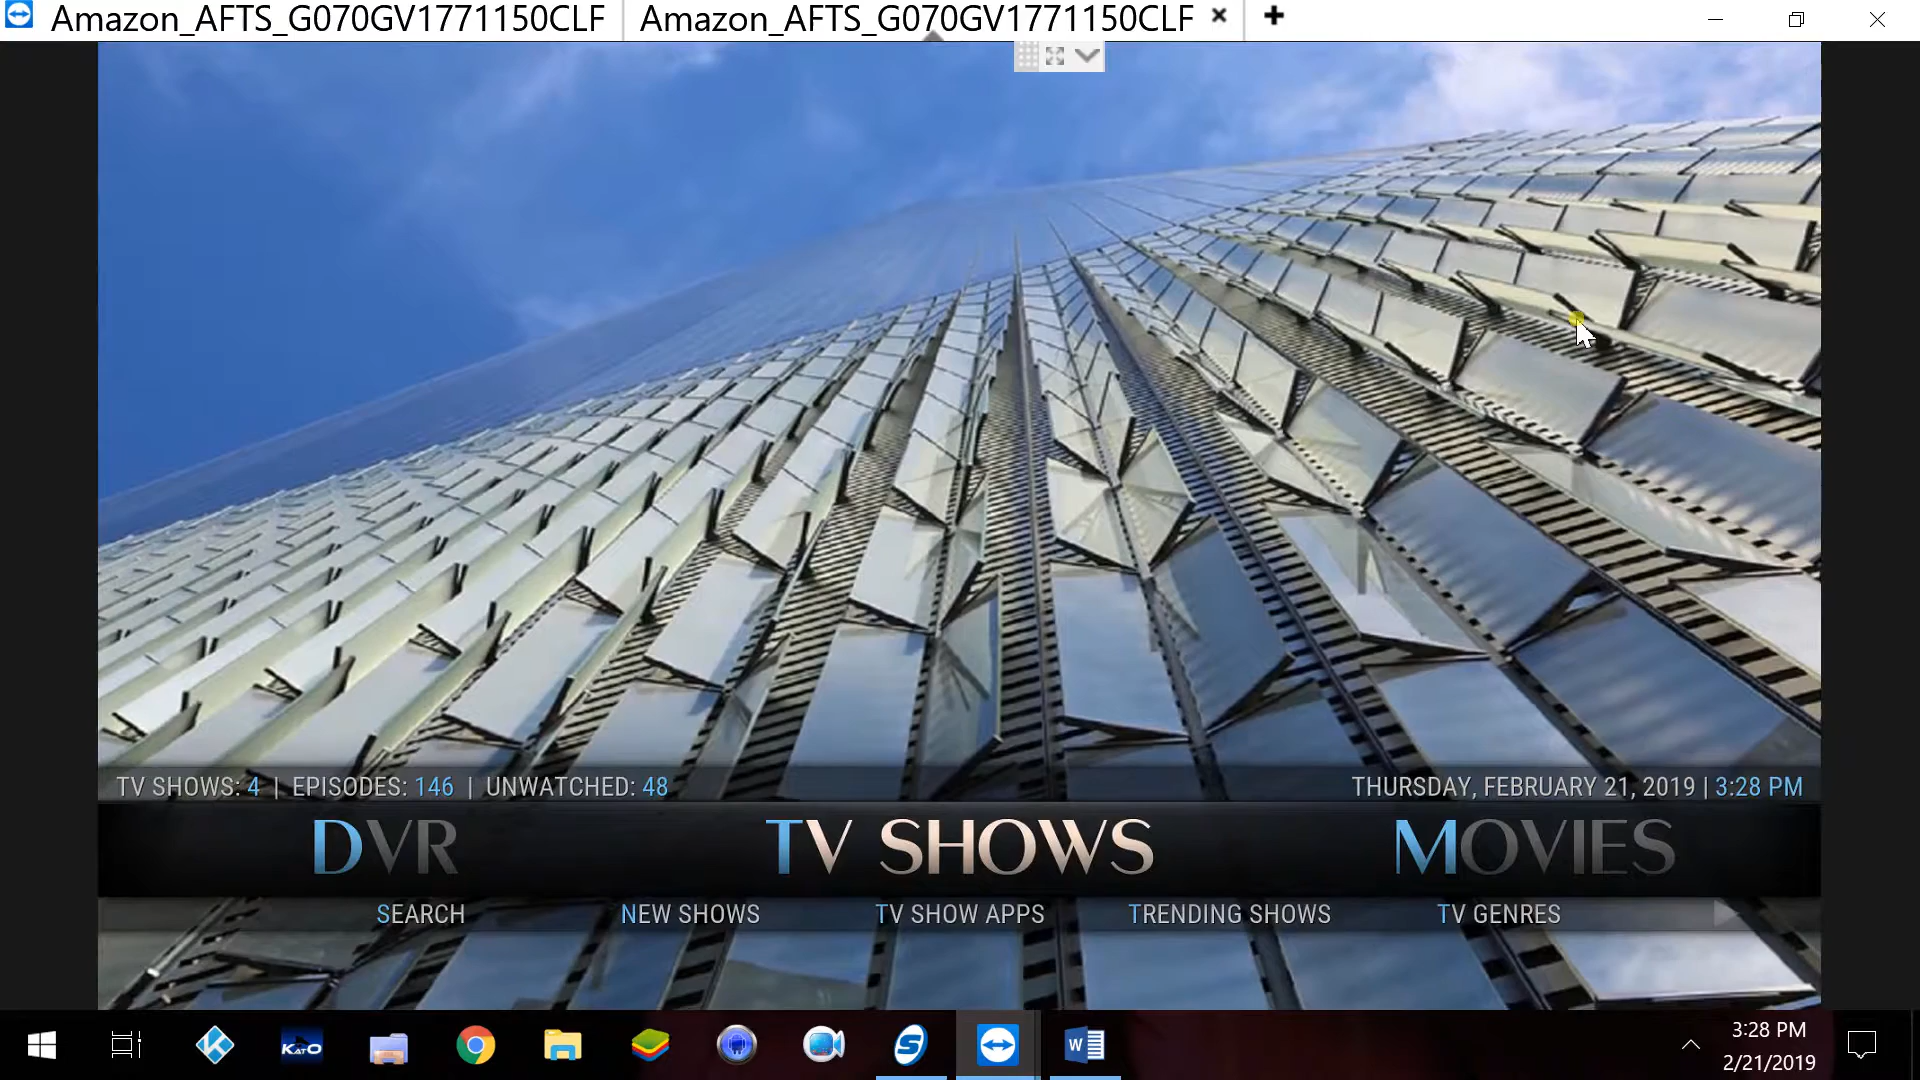 Amazon_AFTS_G070GV1771150CLF Amazon_AFTS_G070GV1771150CLF
TV SHOWS: 4 | EPISODES: 146 | UNWATCHED: 48 THURSDAY, FEBRUARY 21, 2019 | 3:28 PM
DVR TV SHOWS MOVIES
SEARCH NEW SHOWS TV SHOW APPS TRENDING SHOWS TV GENRES
KATO
3:28 PM
2/21/2019